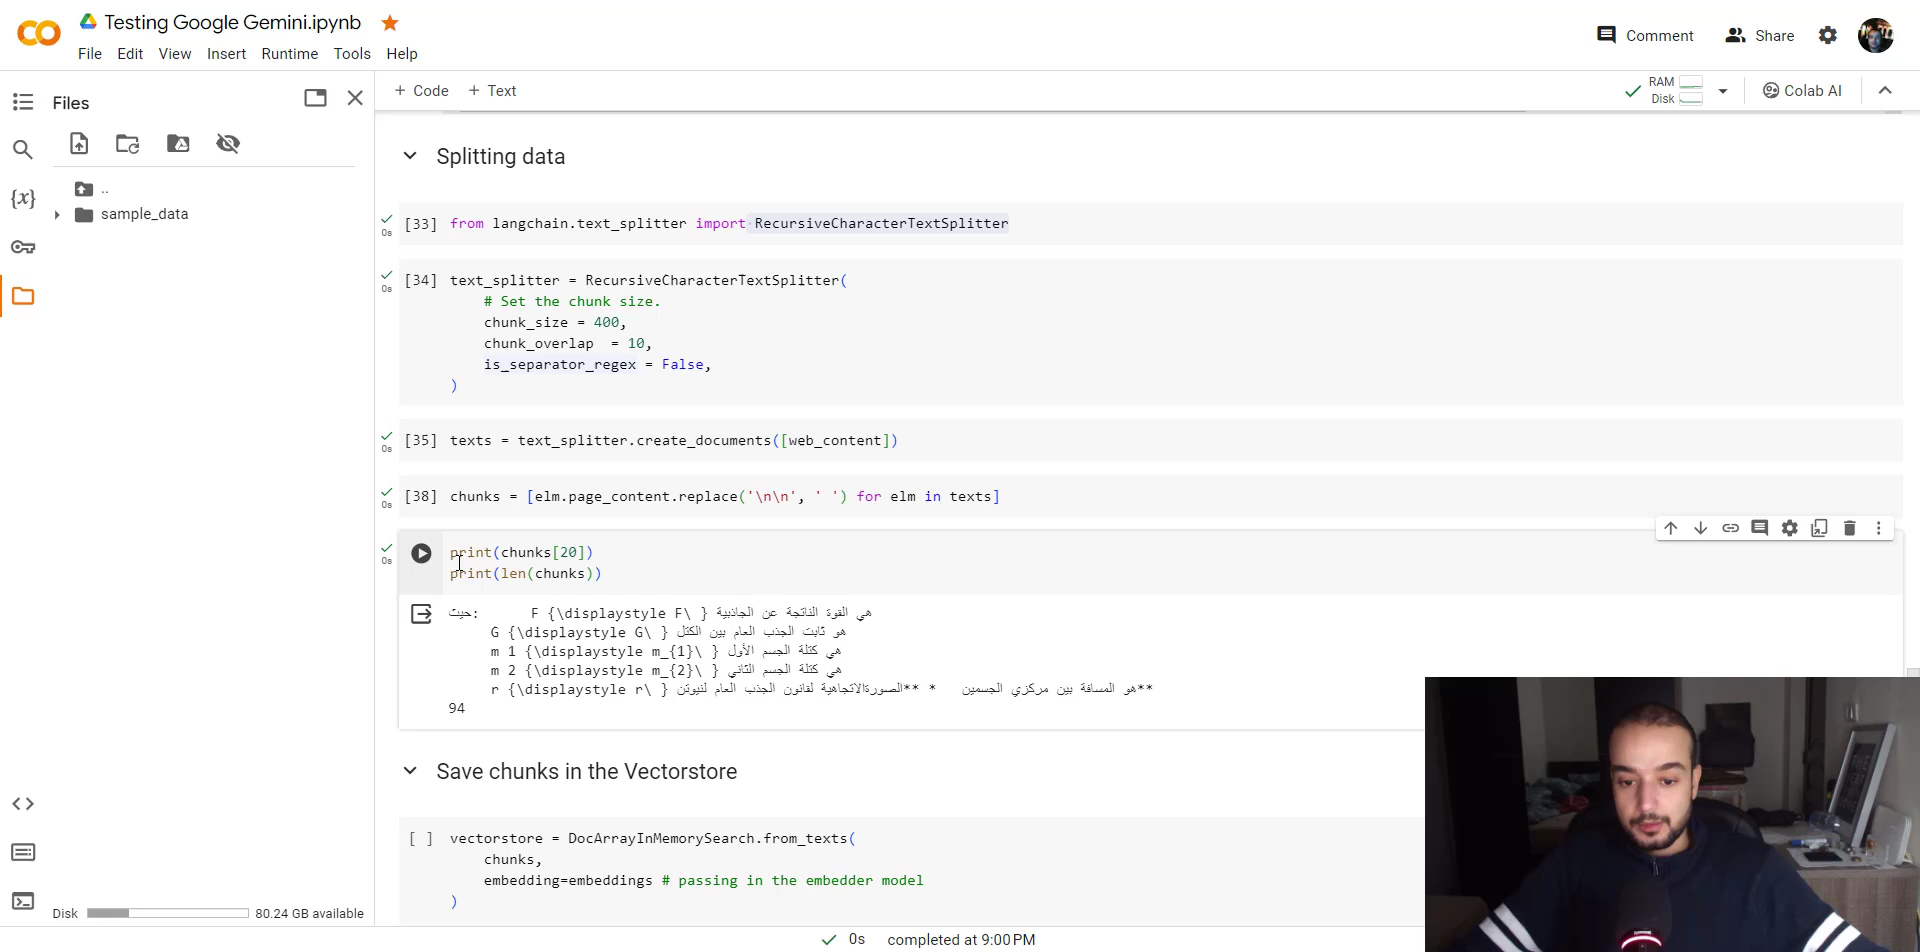 Testing Google Gemini.ipynb
File Edit View Insert Runtime Tools Help
Comment Share
Files
+ Code + Text
RAM
Disk
Colab AI
..
sample_data
{x}
Splitting data
0s [33] from langchain.text_splitter import RecursiveCharacterTextSplitter
0s [34] text_splitter = RecursiveCharacterTextSplitter(
# Set the chunk size.
chunk_size = 400,
chunk_overlap  = 10,
is_separator_regex = False,
)
0s [35] texts = text_splitter.create_documents([web_content])
0s [38] chunks = [elm.page_content.replace('\n\n', ' ') for elm in texts]
0s print(chunks[20])
print(len(chunks))
حيث:      F {\displaystyle F\ } هي القوة الناتجة عن الجاذبية
G {\displaystyle G\ } هو ثابت الجذب العام بين الكتل
m 1 {\displaystyle m_{1}\ } هي كتلة الجسم الأول
m 2 {\displaystyle m_{2}\ } هي كتلة الجسم الثاني
r {\displaystyle r\ } هو المسافة بين مركزي الجسمين   * **الصورةالاتجاهية لقانون الجذب العام لنيوتن**
94
Save chunks in the Vectorstore
[ ] vectorstore = DocArrayInMemorySearch.from_texts(
chunks,
embedding=embeddings # passing in the embedder model
)
Disk 80.24 GB available
0s completed at 9:00 PM